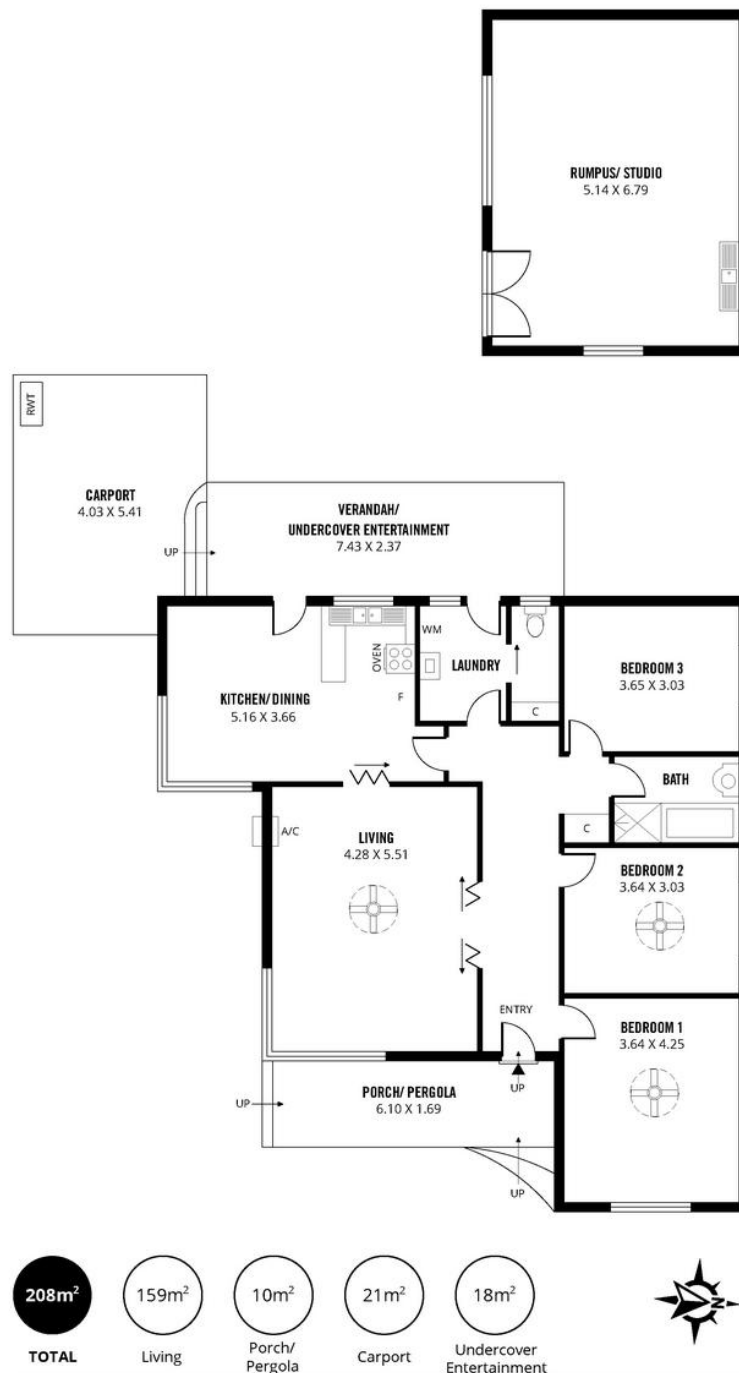 RUMPUS/ STUDIO
5.14 X 6.79
RWT
CARPORT
4.03 X 5.41
VERANDAH/
UNDERCOVER ENTERTAINMENT
7.43 X 2.37
UP
WM
OVEN
LAUNDRY
BEDROOM 3
3.65 X 3.03
KITCHEN/ DINING
5.16 X 3.66
F
C
BATH
A/C
LIVING
4.28 X 5.51
C
BEDROOM 2
3.64 X 3.03
ENTRY
BEDROOM 1
3.64 X 4.25
UP
PORCH/ PERGOLA
6.10 X 1.69
UP
UP
208m²
TOTAL
159m²
Living
10m²
Porch/
Pergola
21m²
Carport
18m²
Undercover
Entertainment
N